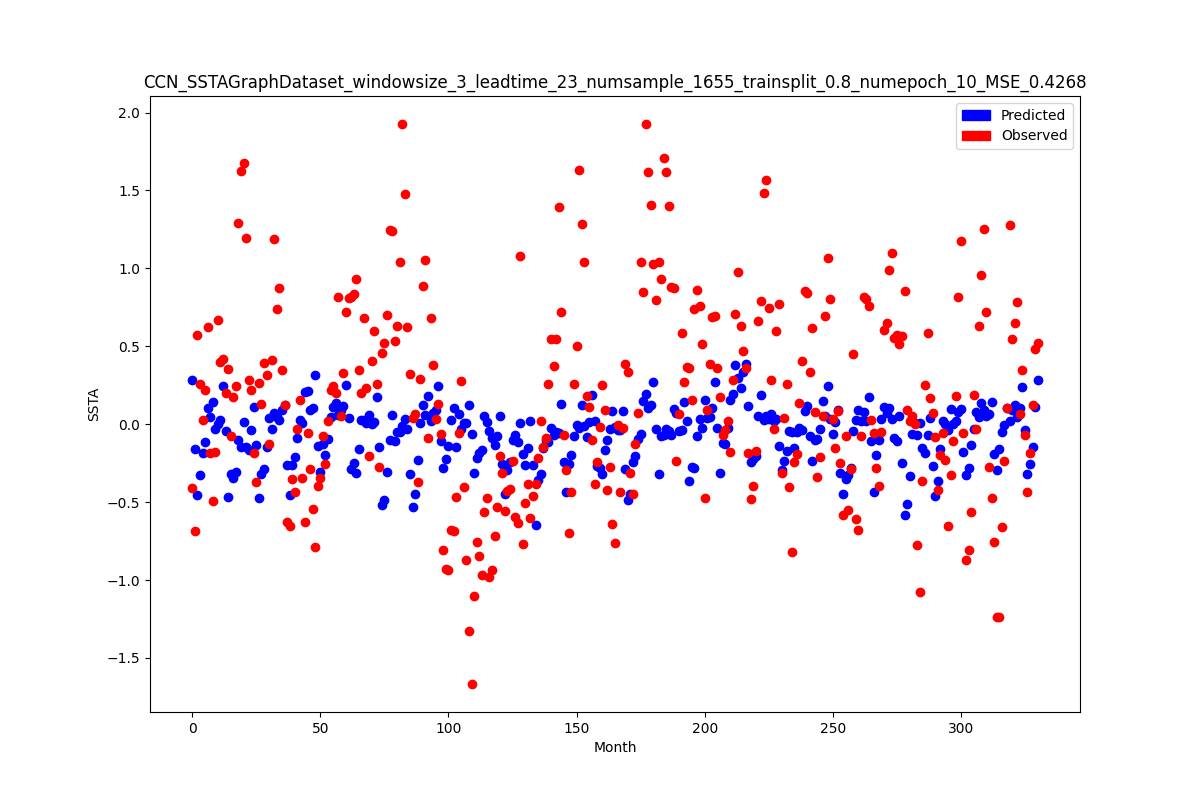 CCN_SSTAGraphDataset_windowsize_3_leadtime_23_numsample_1655_trainsplit_0.8_numepoch_10_MSE_0.4268
Predicted
Observed
2.0
1.5
1.0
0.5
0.0
−0.5
−1.0
−1.5
SSTA
0 50 100 150 200 250 300
Month